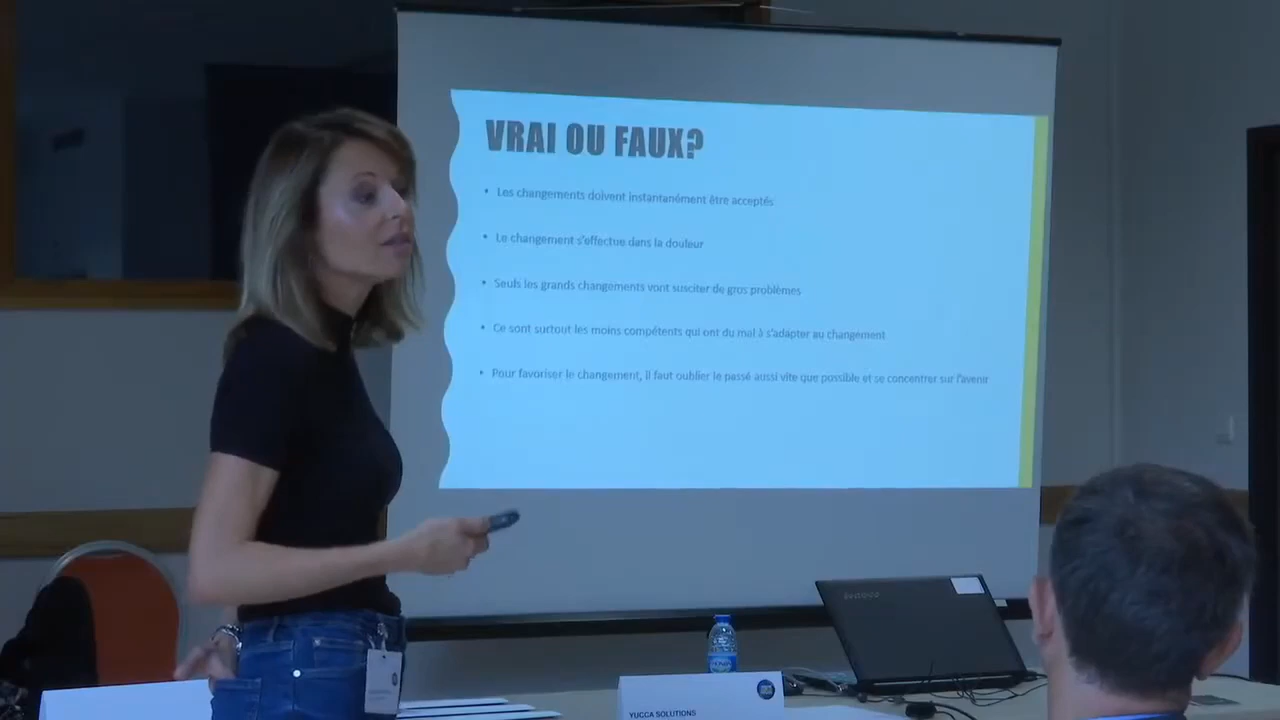 VRAI OU FAUX?
• Les changements doivent instantanément être acceptés
• Le changement s'effectue dans la douleur
• Seuls les grands changements vont susciter de gros problèmes
• Ce sont surtout les moins compétents qui ont du mal à s'adapter au changement
• Pour favoriser le changement, il faut oublier le passé aussi vite que possible et se concentrer sur l'avenir
lenovo
YUCCA SOLUTIONS